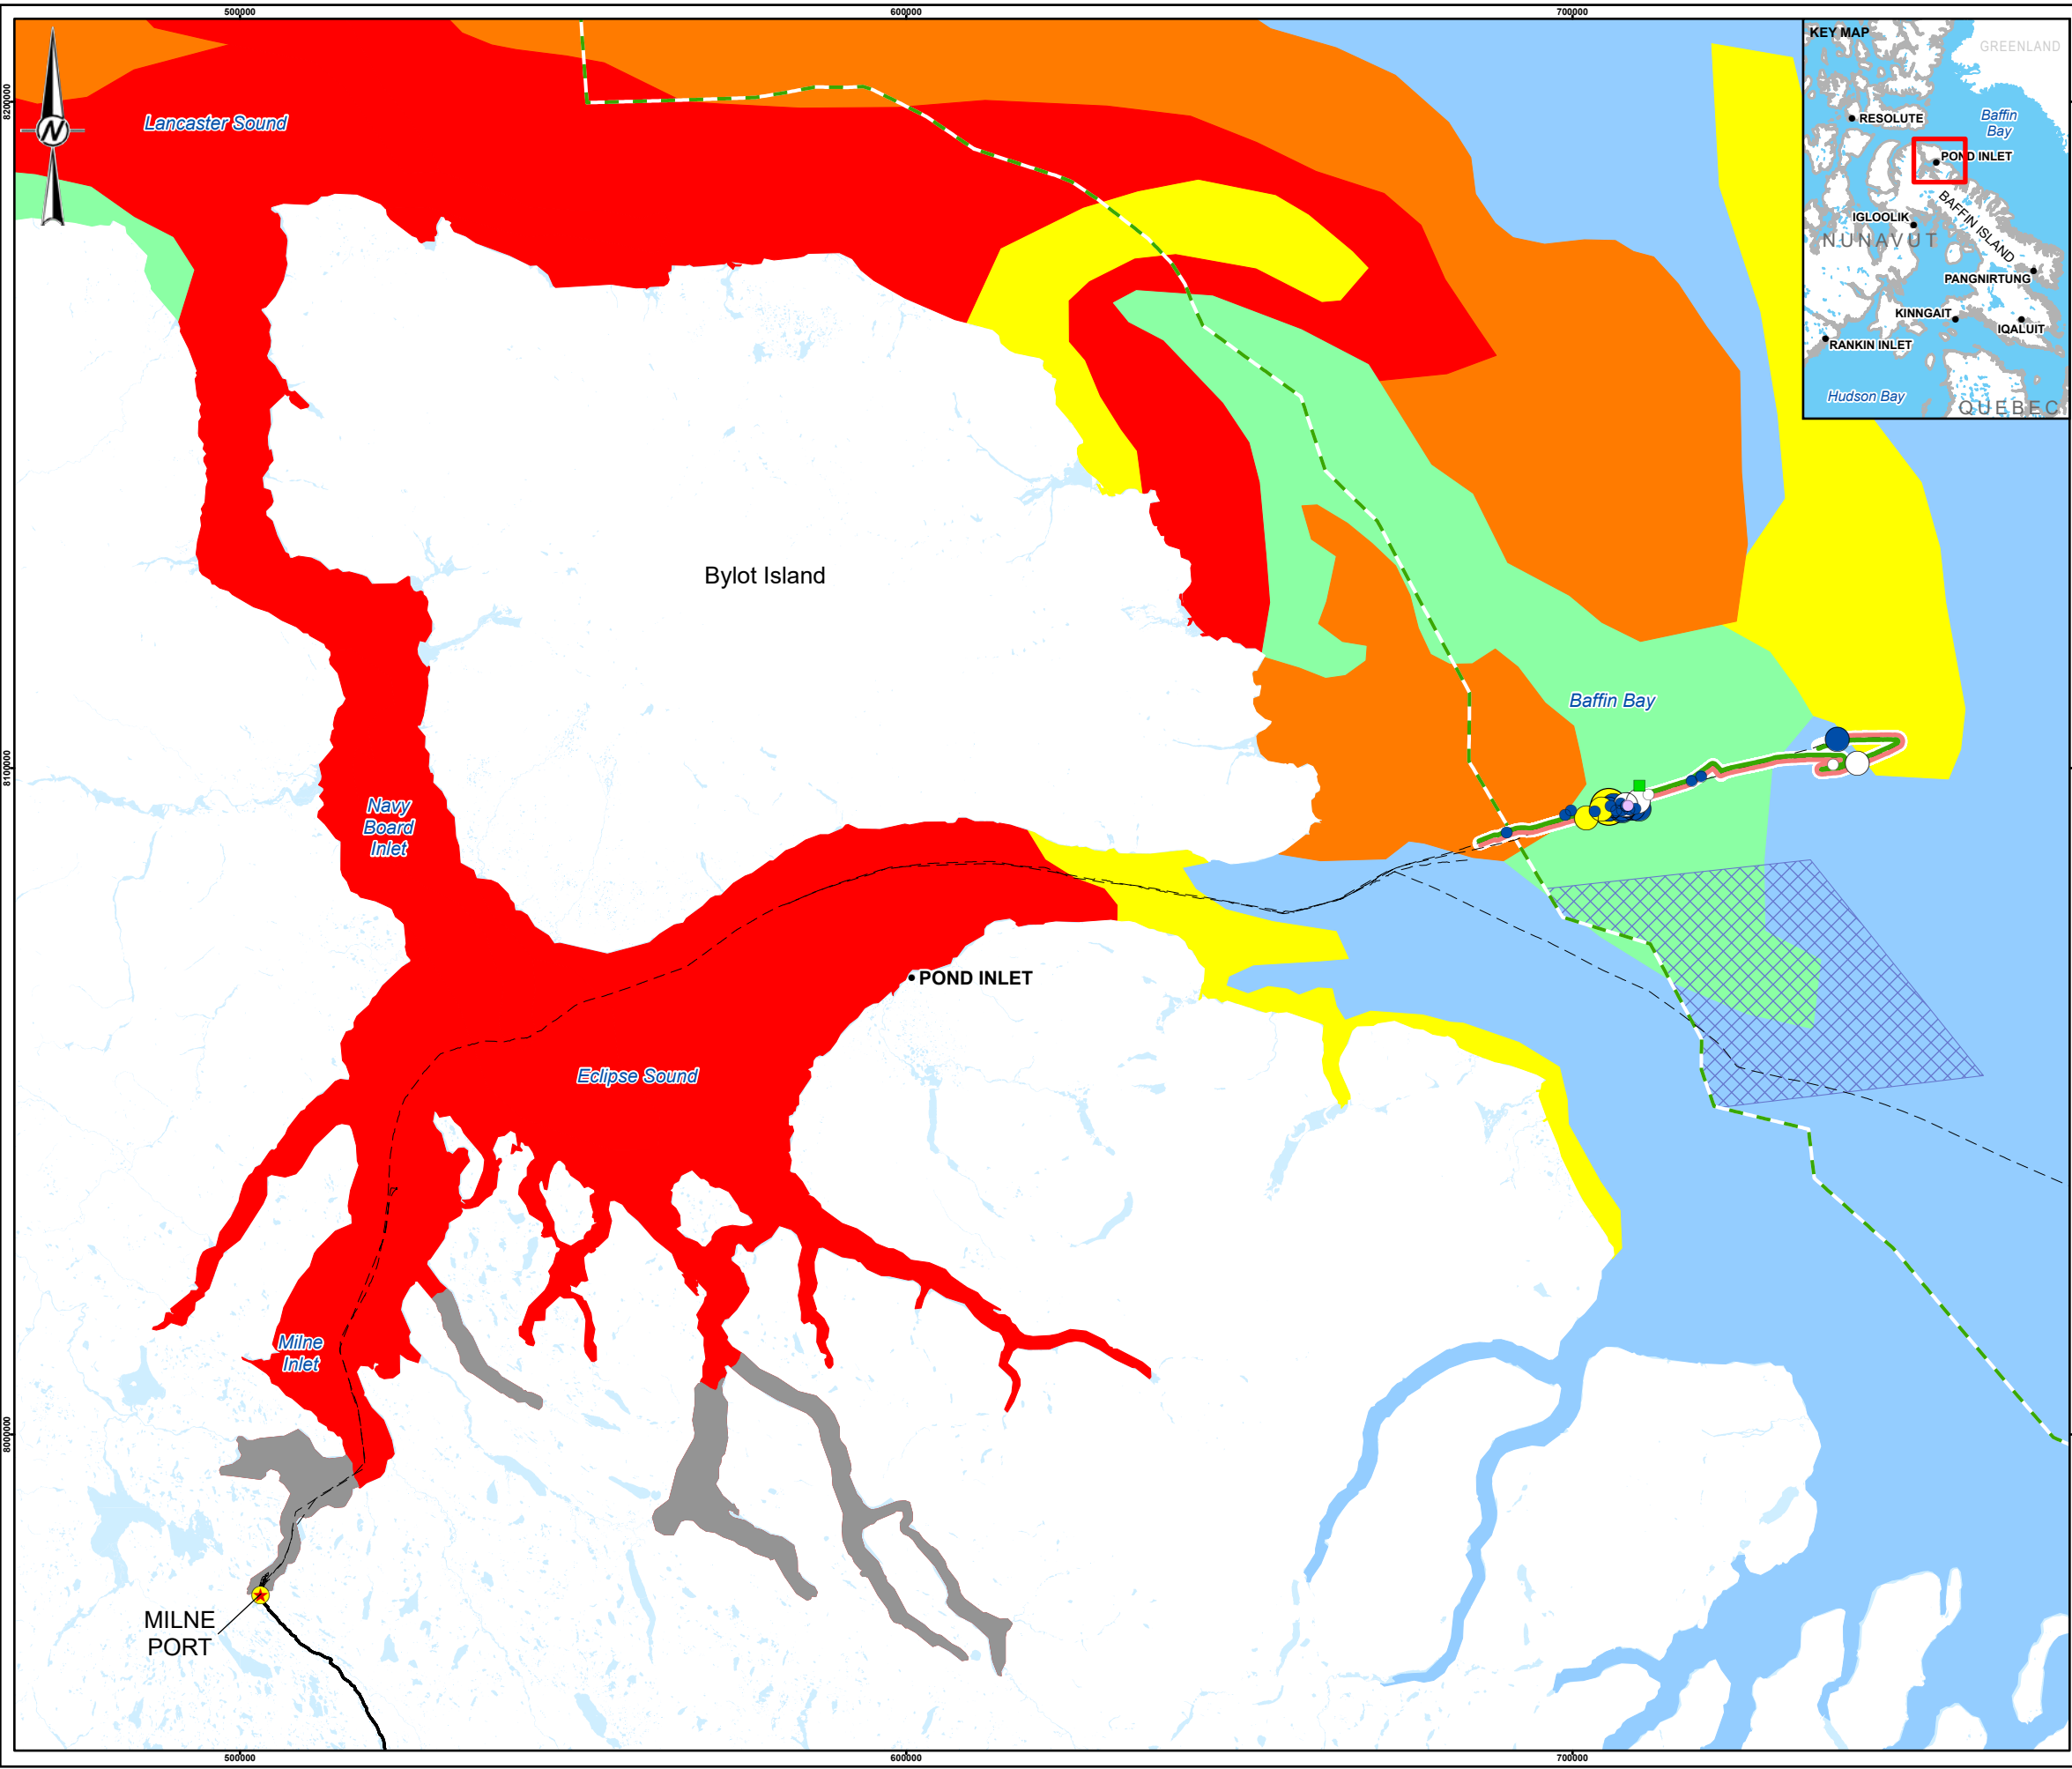 500000
600000
700000
8200000
N
Lancaster Sound
KEY MAP
GREENLAND
Baffin
Bay
RESOLUTE
POND INLET
BAFFIN ISLAND
IGLOOLIK
NUNAVUT
PANGNIRTUNG
KINNGAIT
IQALUIT
RANKIN INLET
Hudson Bay
QUEBEC
Bylot Island
Baffin Bay
8100000
Navy
Board
Inlet
POND INLET
Eclipse Sound
Milne
Inlet
8000000
MILNE
PORT
500000
600000
700000